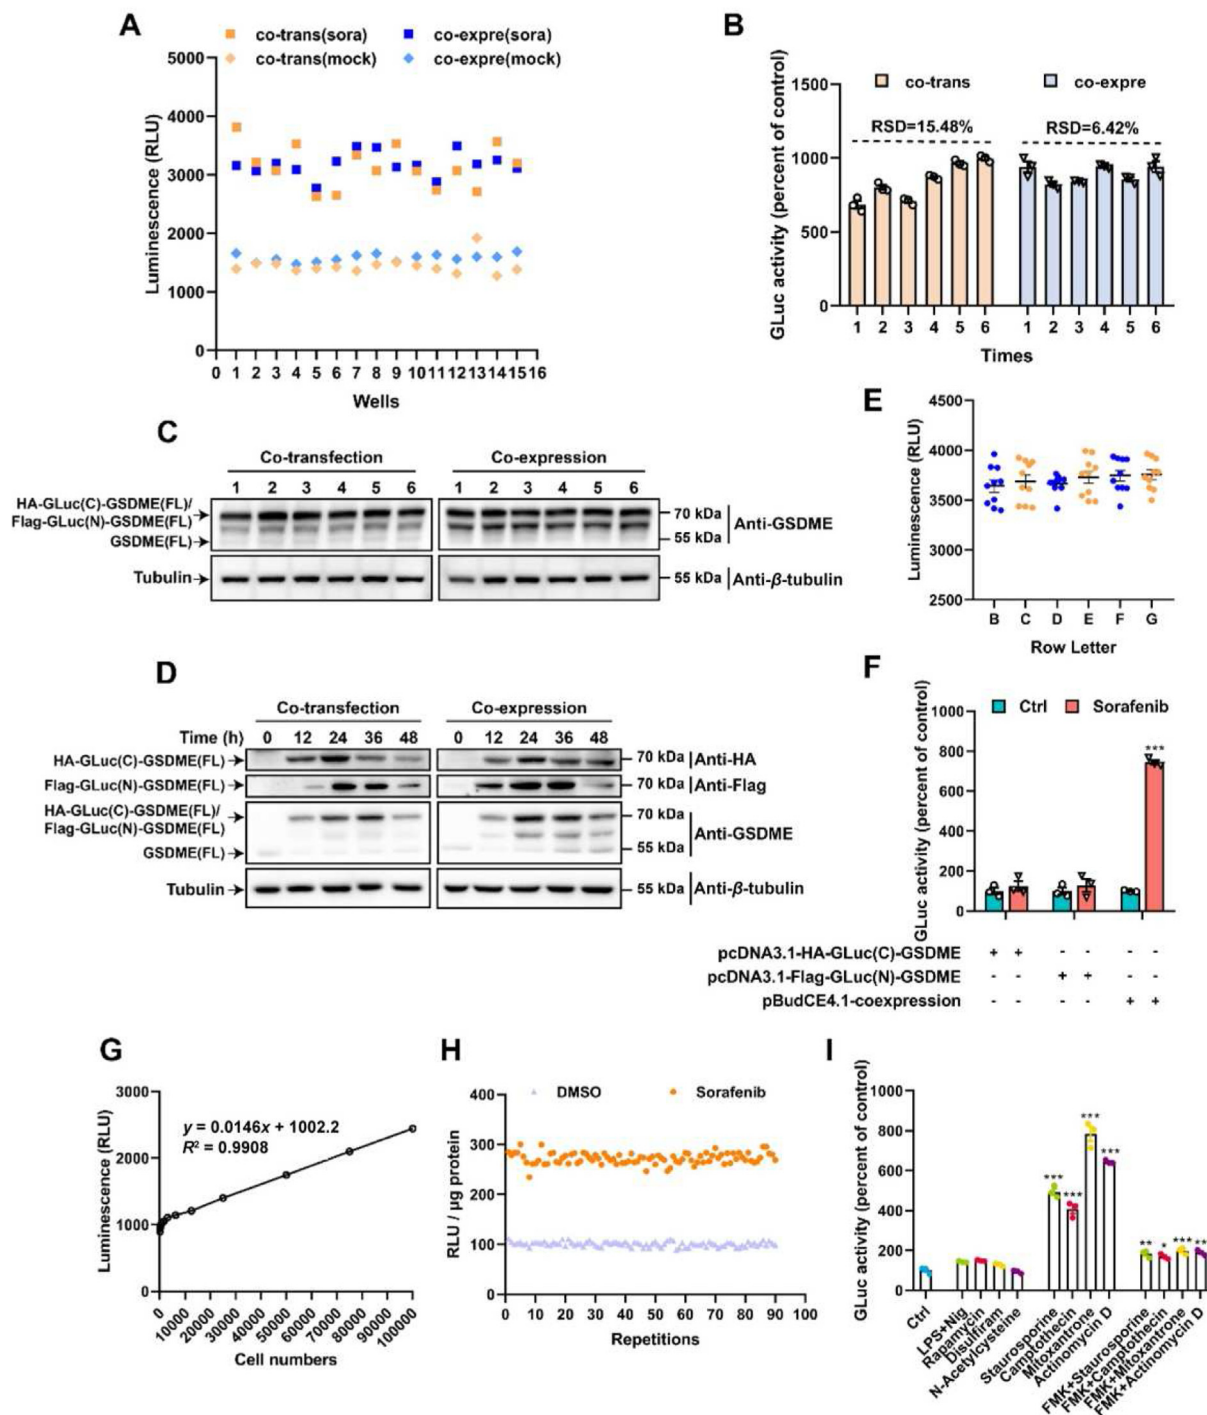 A
co-trans(sora) co-expre(sora)
co-trans(mock) co-expre(mock)
Luminescence (RLU)
5000
4000
3000
2000
1000
0
0 1 2 3 4 5 6 7 8 9 10 11 12 13 14 15 16
Wells
B
co-trans co-expre
GLuc activity (percent of control)
1500
1000
500
0
RSD=15.48% RSD=6.42%
1 2 3 4 5 6 1 2 3 4 5 6
Times
C
Co-transfection Co-expression
1 2 3 4 5 6 1 2 3 4 5 6
HA-GLuc(C)-GSDME(FL)/
Flag-GLuc(N)-GSDME(FL)
GSDME(FL)
70 kDa
55 kDa
Anti-GSDME
Tubulin
55 kDa
Anti-β-tubulin
E
Luminescence (RLU)
4500
4000
3500
3000
2500
B C D E F G
Row Letter
D
Co-transfection Co-expression
Time (h) 0 12 24 36 48 0 12 24 36 48
HA-GLuc(C)-GSDME(FL) 70 kDa Anti-HA
Flag-GLuc(N)-GSDME(FL) 70 kDa Anti-Flag
HA-GLuc(C)-GSDME(FL)/
Flag-GLuc(N)-GSDME(FL)
GSDME(FL)
70 kDa
55 kDa
Anti-GSDME
Tubulin 55 kDa Anti-β-tubulin
F
Ctrl Sorafenib
GLuc activity (percent of control)
1000
800
600
400
200
0
***
pcDNA3.1-HA-GLuc(C)-GSDME + + - - - -
pcDNA3.1-Flag-GLuc(N)-GSDME - - + + - -
pBudCE4.1-coexpression - - - - + +
G
Luminescence (RLU)
3000
2000
1000
0
y = 0.0146x + 1002.2
R² = 0.9908
0 10000 20000 30000 40000 50000 60000 70000 80000 90000 100000
Cell numbers
H
DMSO Sorafenib
RLU / μg protein
400
300
200
100
0
0 10 20 30 40 50 60 70 80 90 100
Repetitions
I
GLuc activity (percent of control)
1000
800
600
400
200
0
*** *** *** *** ** * *** **
Ctrl
LPS+Nig
Rapamycin
Disulfiram
N-Acetylcysteine
Staurosporine
Camptothecin
Mitoxantrone
Actinomycin D
FMK+Staurosporine
FMK+Camptothecin
FMK+Mitoxantrone
FMK+Actinomycin D